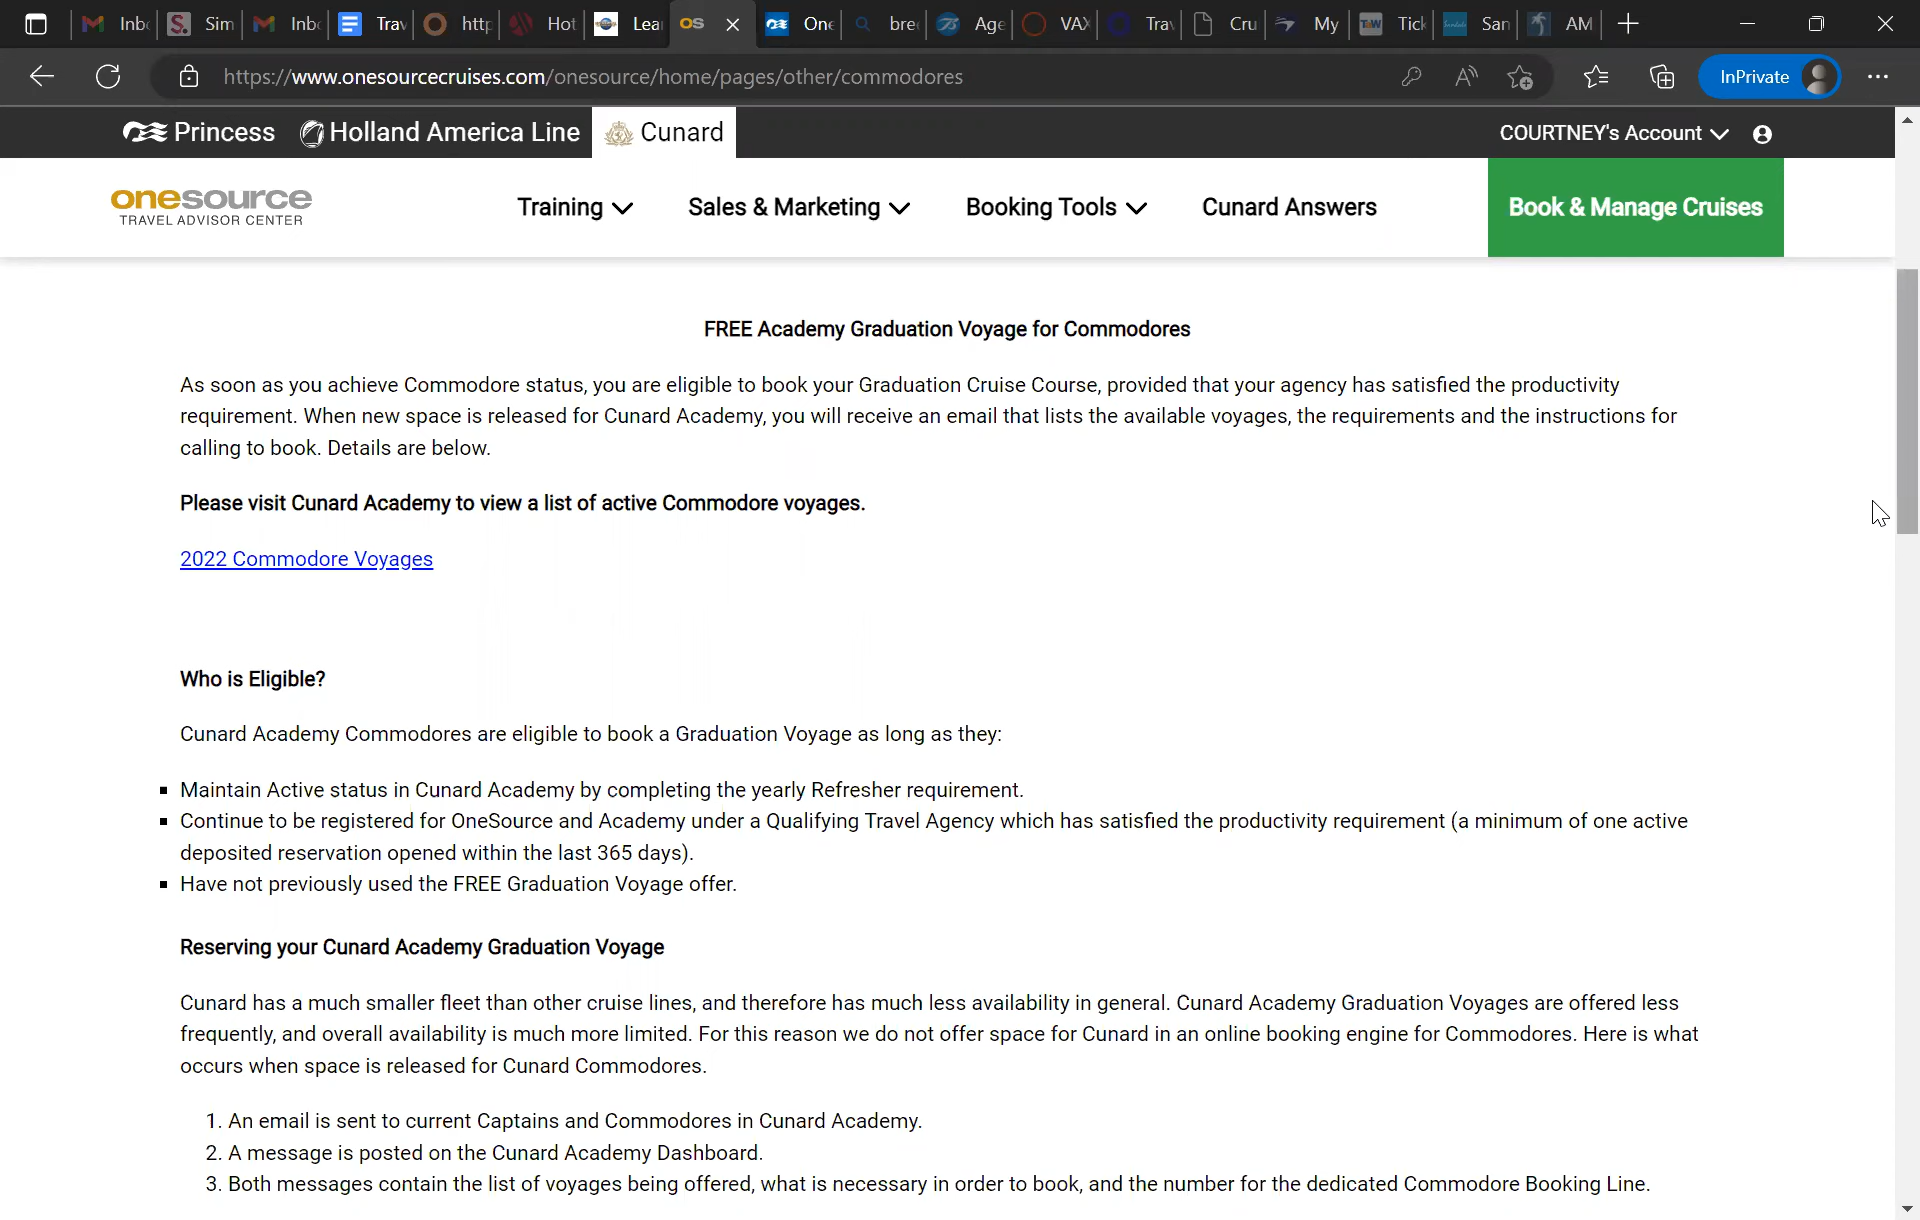 Inb
Sim
Inb
Trav
http
Hot
Lea
OS
One
bre
Age
VAX
Trav
Cru
My
Tick
San
AM
https://www.onesourcecruises.com/onesource/home/pages/other/commodores
InPrivate
Princess
Holland America Line
Cunard
COURTNEY's Account
onesource
TRAVEL ADVISOR CENTER
Training
Sales & Marketing
Booking Tools
Cunard Answers
Book & Manage Cruises
FREE Academy Graduation Voyage for Commodores
As soon as you achieve Commodore status, you are eligible to book your Graduation Cruise Course, provided that your agency has satisfied the productivity
requirement. When new space is released for Cunard Academy, you will receive an email that lists the available voyages, the requirements and the instructions for
calling to book. Details are below.
Please visit Cunard Academy to view a list of active Commodore voyages.
2022 Commodore Voyages
Who is Eligible?
Cunard Academy Commodores are eligible to book a Graduation Voyage as long as they:
Maintain Active status in Cunard Academy by completing the yearly Refresher requirement.
Continue to be registered for OneSource and Academy under a Qualifying Travel Agency which has satisfied the productivity requirement (a minimum of one active
deposited reservation opened within the last 365 days).
Have not previously used the FREE Graduation Voyage offer.
Reserving your Cunard Academy Graduation Voyage
Cunard has a much smaller fleet than other cruise lines, and therefore has much less availability in general. Cunard Academy Graduation Voyages are offered less
frequently, and overall availability is much more limited. For this reason we do not offer space for Cunard in an online booking engine for Commodores. Here is what
occurs when space is released for Cunard Commodores.
1. An email is sent to current Captains and Commodores in Cunard Academy.
2. A message is posted on the Cunard Academy Dashboard.
3. Both messages contain the list of voyages being offered, what is necessary in order to book, and the number for the dedicated Commodore Booking Line.